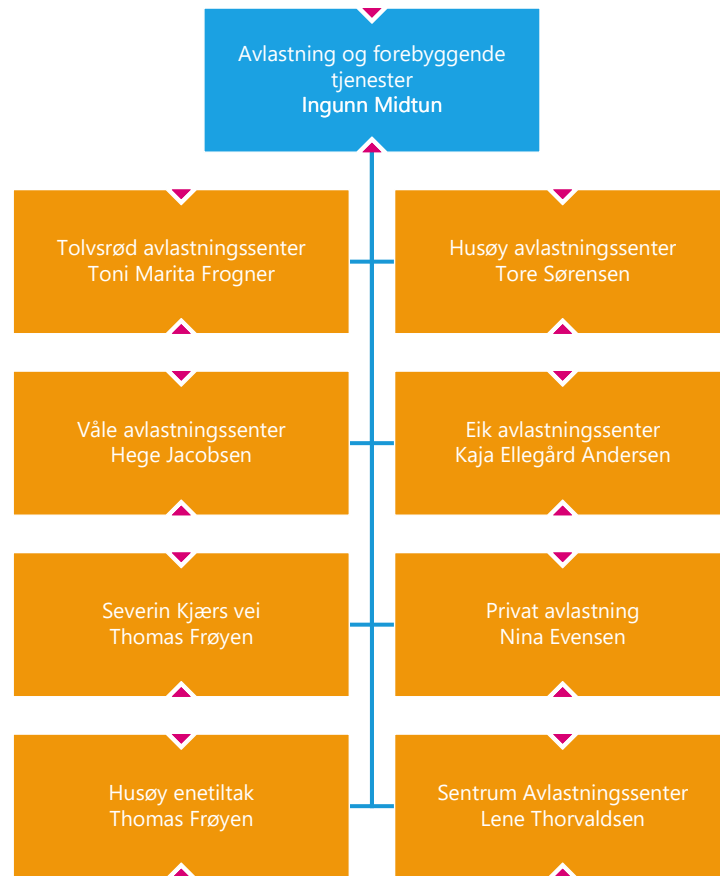 Avlastning og forebyggende
tjenester
Ingunn Midtun
Tolvsrød avlastningssenter
Toni Marita Frogner
Husøy avlastningssenter
Tore Sørensen
Våle avlastningssenter
Hege Jacobsen
Eik avlastningssenter
Kaja Ellegård Andersen
Severin Kjærs vei
Thomas Frøyen
Privat avlastning
Nina Evensen
Husøy enetiltak
Thomas Frøyen
Sentrum Avlastningssenter
Lene Thorvaldsen